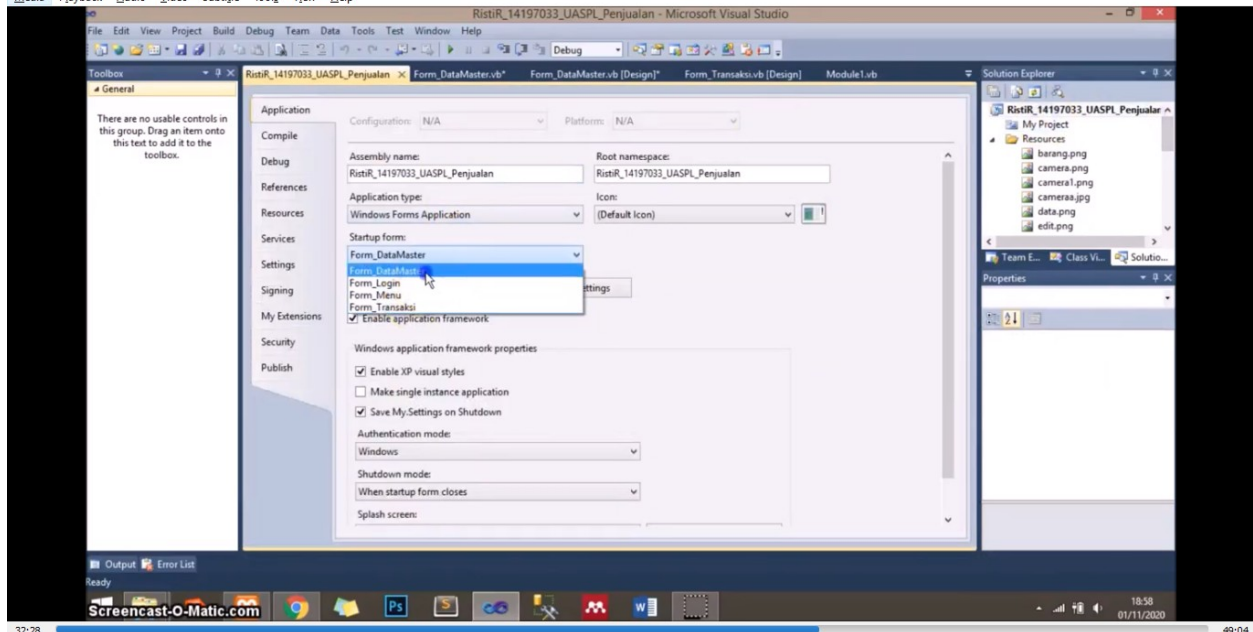 RistiR_14197033_UASPL_Penjualan - Microsoft Visual Studio
File Edit View Project Build Debug Team Data Tools Test Window Help
Debug
Toolbox
RistiR_14197033_UASPL_Penjualan Form_DataMaster.vb* Form_DataMaster.vb [Design]* Form_Transaksi.vb [Design] Module1.vb
Solution Explorer
General
There are no usable controls in
this group. Drag an item onto
this text to add it to the
toolbox.
Application
Compile
Debug
References
Resources
Services
Settings
Signing
My Extensions
Security
Publish
Configuration: N/A Platform: N/A
Assembly name: Root namespace:
RistiR_14197033_UASPL_Penjualan RistiR_14197033_UASPL_Penjualan
Application type: Icon:
Windows Forms Application (Default Icon)
Startup form:
Form_DataMaster
Form_DataMaster
Form_Login
Form_Menu
Form_Transaksi
ttings
Enable application framework
Windows application framework properties
Enable XP visual styles
Make single instance application
Save My.Settings on Shutdown
Authentication mode:
Windows
Shutdown mode:
When startup form closes
Splash screen:
RistiR_14197033_UASPL_Penjualan
My Project
Resources
barang.png
camera.png
camera1.png
cameraa.jpg
data.png
edit.png
Team E... Class Vi... Solutio...
Properties
Output Error List
Ready
Screencast-O-Matic.com
Ps
S
W
18:58
01/11/2020
32:28 49:04